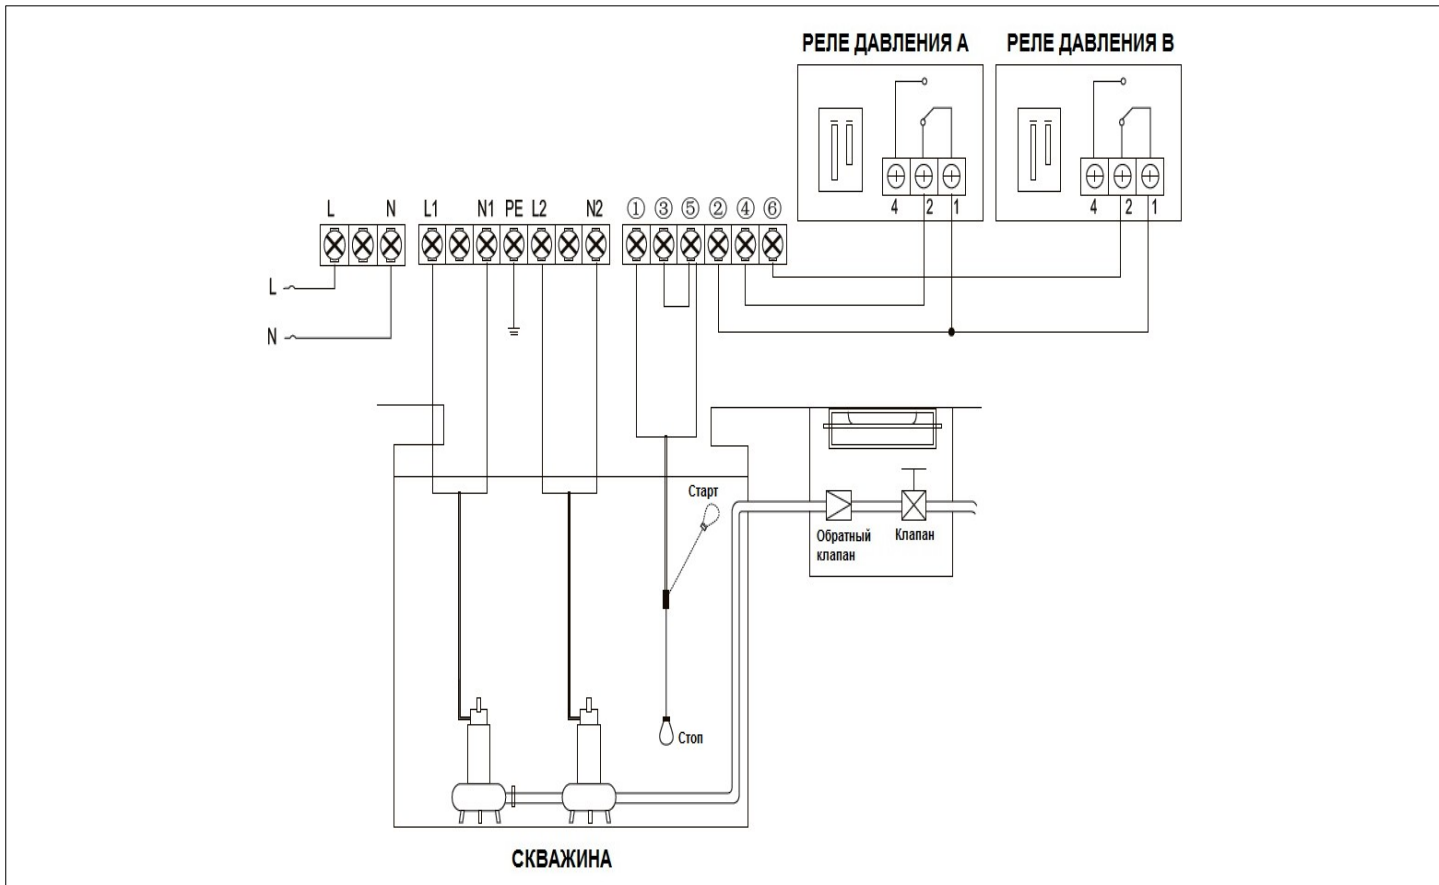 РЕЛЕ ДАВЛЕНИЯ А РЕЛЕ ДАВЛЕНИЯ В
4 2 1 4 2 1
L N L1 N1 PE L2 N2 ① ③ ⑤ ② ④ ⑥
L
N
Старт
Обратный клапан
Клапан
Стоп
СКВАЖИНА